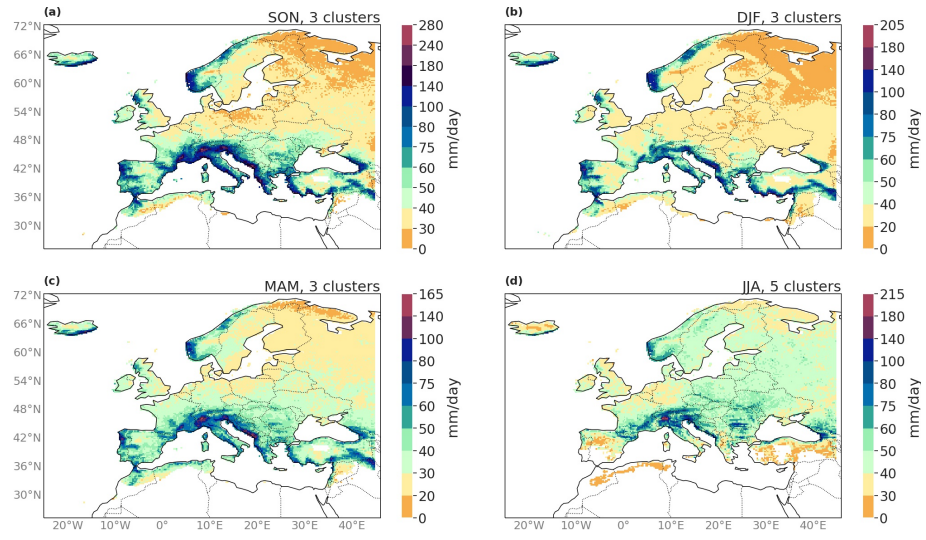 (a) SON, 3 clusters
72°N
66°N
60°N
54°N
48°N
42°N
36°N
30°N
280
240
180
140
100
80
75
60
50
40
30
0
mm/day
(b) DJF, 3 clusters
205
180
140
100
80
75
60
50
40
20
0
mm/day
(c) MAM, 3 clusters
72°N
66°N
60°N
54°N
48°N
42°N
36°N
30°N
20°W 10°W 0° 10°E 20°E 30°E 40°E
165
140
100
80
75
60
50
40
30
20
0
mm/day
(d) JJA, 5 clusters
20°W 10°W 0° 10°E 20°E 30°E 40°E
215
180
140
100
80
75
60
50
40
30
0
mm/day